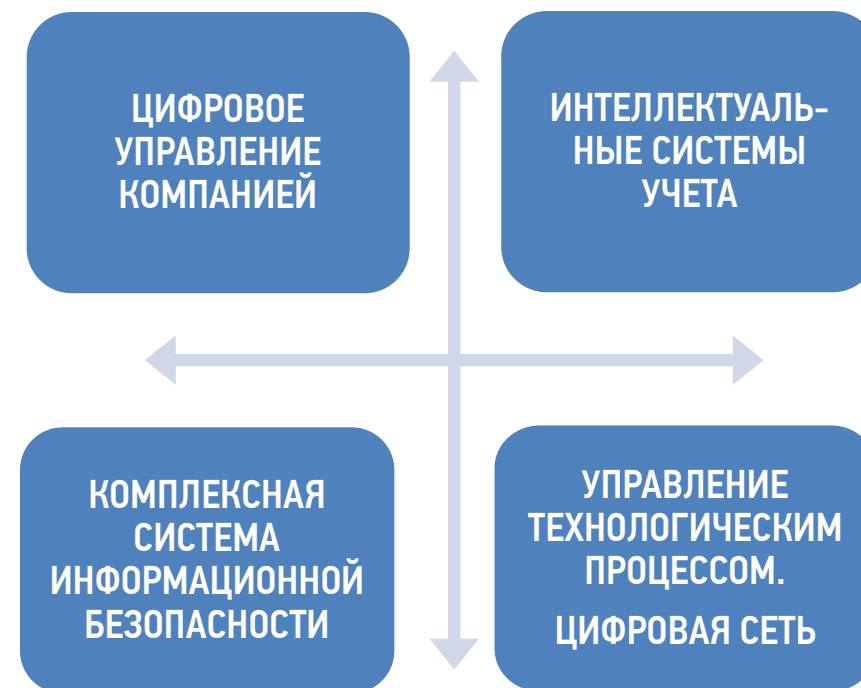 ЦИФРОВОЕ
УПРАВЛЕНИЕ
КОМПАНИЕЙ
ИНТЕЛЛЕКТУАЛЬ-
НЫЕ СИСТЕМЫ
УЧЕТА
КОМПЛЕКСНАЯ
СИСТЕМА
ИНФОРМАЦИОННОЙ
БЕЗОПАСНОСТИ
УПРАВЛЕНИЕ
ТЕХНОЛОГИЧЕСКИМ
ПРОЦЕССОМ.
ЦИФРОВАЯ СЕТЬ